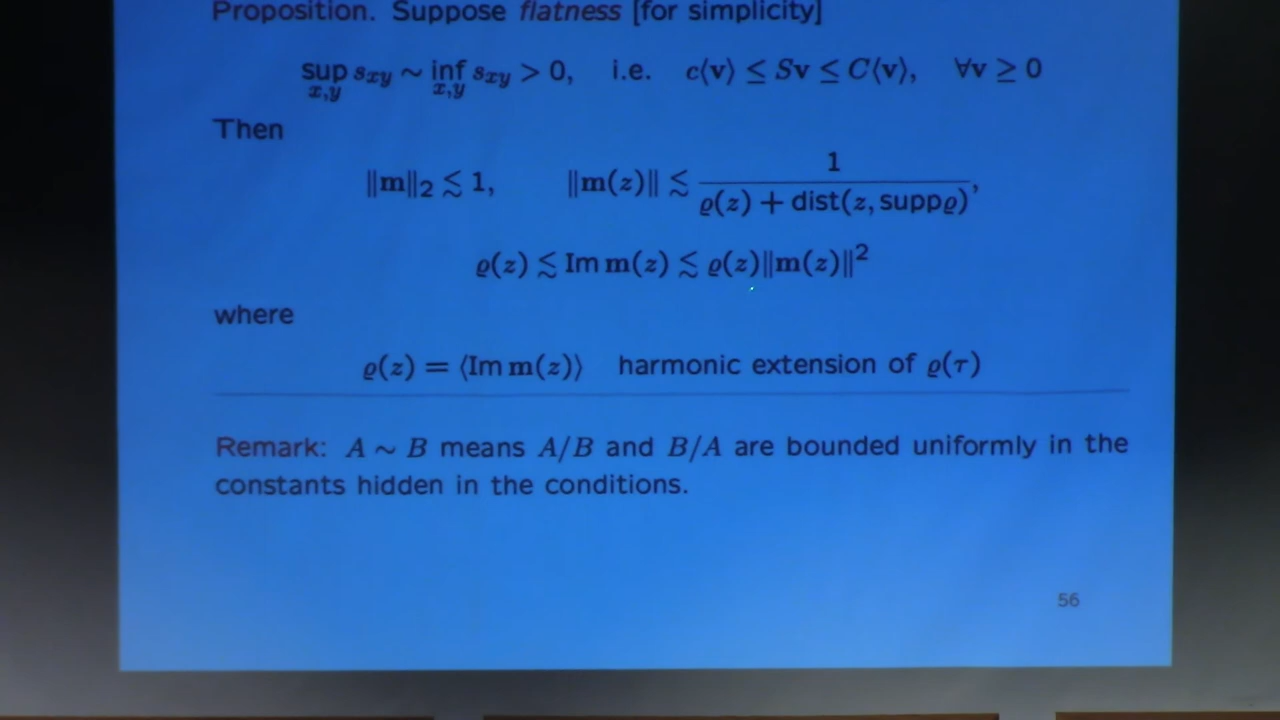 Proposition. Suppose flatness [for simplicity]
sup_{x,y} s_{xy} ∼ inf_{x,y} s_{xy} > 0, i.e. c⟨v⟩ ≤ Sv ≤ C⟨v⟩, ∀v ≥ 0
Then
‖m‖₂ ≲ 1, ‖m(z)‖ ≲ 1 / (ϱ(z) + dist(z, suppϱ)),
ϱ(z) ≲ Im m(z) ≲ ϱ(z)‖m(z)‖²
where
ϱ(z) = ⟨Im m(z)⟩ harmonic extension of ϱ(τ)
Remark: A ∼ B means A/B and B/A are bounded uniformly in the
constants hidden in the conditions.
56